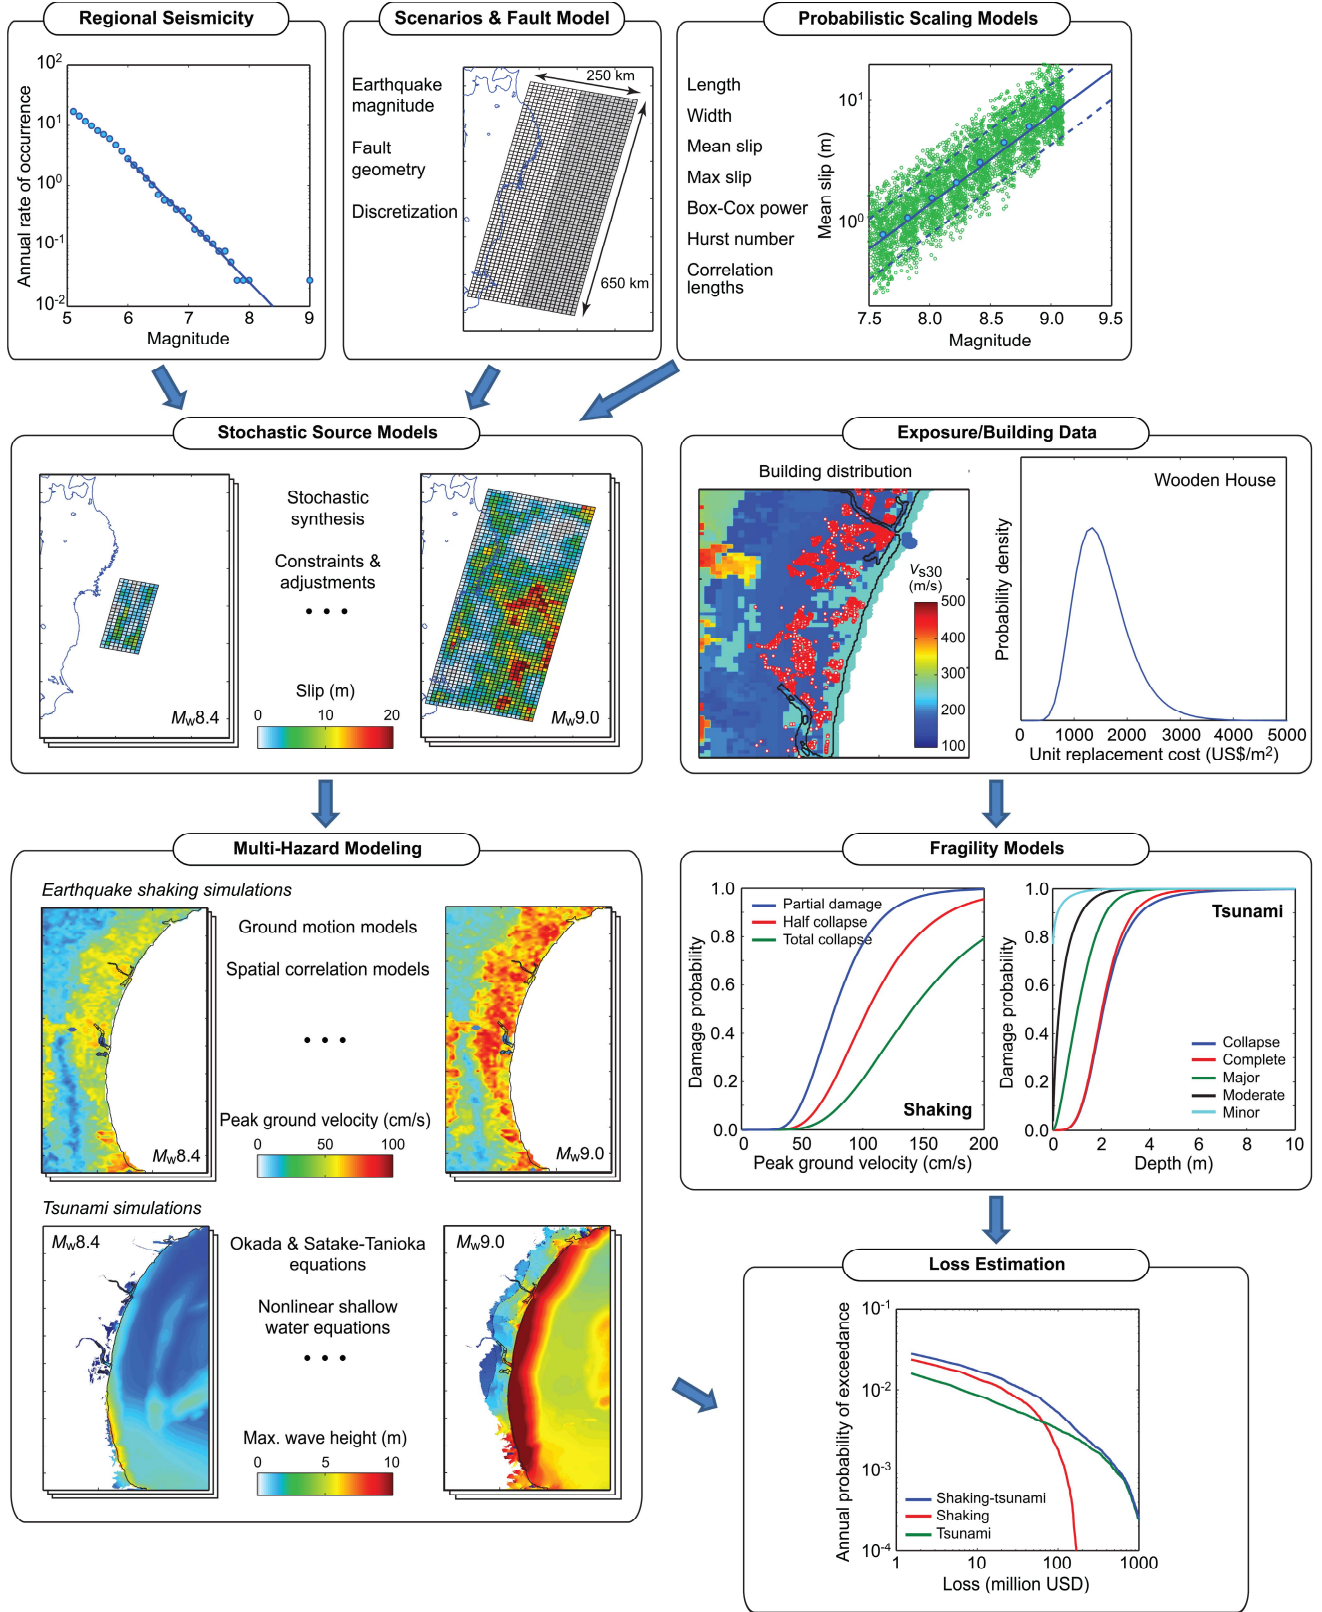 Regional Seismicity
Annual rate of occurrence
10²
10¹
10⁰
10⁻¹
10⁻²
5 6 7 8 9
Magnitude
Scenarios & Fault Model
Earthquake
magnitude
Fault
geometry
Discretization
250 km
650 km
Probabilistic Scaling Models
Length
Width
Mean slip
Max slip
Box-Cox power
Hurst number
Correlation
lengths
Mean slip (m)
10¹
10⁰
7.5 8.0 8.5 9.0 9.5
Magnitude
Stochastic Source Models
Stochastic
synthesis
Constraints &
adjustments
• • •
Slip (m)
0 10 20
Mw8.4
Mw9.0
Exposure/Building Data
Building distribution
Vs30
(m/s)
500
400
300
200
100
Wooden House
Probability density
0 1000 2000 3000 4000 5000
Unit replacement cost (US$/m²)
Multi-Hazard Modeling
Earthquake shaking simulations
Ground motion models
Spatial correlation models
• • •
Peak ground velocity (cm/s)
0 50 100
Mw8.4
Mw9.0
Tsunami simulations
Mw8.4
Okada & Satake-Tanioka
equations
Nonlinear shallow
water equations
• • •
Max. wave height (m)
0 5 10
Mw9.0
Fragility Models
Damage probability
1.0
0.8
0.6
0.4
0.2
0.0
Partial damage
Half collapse
Total collapse
Shaking
0 50 100 150 200
Peak ground velocity (cm/s)
Damage probability
1.0
0.8
0.6
0.4
0.2
0.0
Tsunami
Collapse
Complete
Major
Moderate
Minor
0 2 4 6 8 10
Depth (m)
Loss Estimation
Annual probability of exceedance
10⁻¹
10⁻²
10⁻³
10⁻⁴
Shaking-tsunami
Shaking
Tsunami
1 10 100 1000
Loss (million USD)